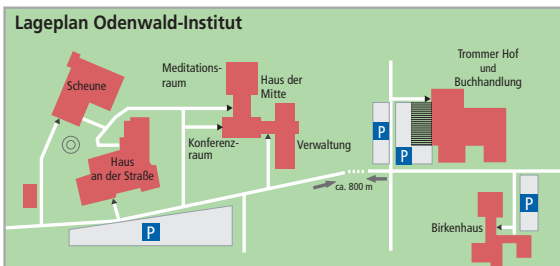 Lageplan Odenwald-Institut
Meditations-
raum
Haus der
Mitte
Trommer Hof
und
Buchhandlung
Scheune
P
P
Konferenz-
raum
Verwaltung
Haus
an der Straße
ca. 800 m
P
Birkenhaus
P